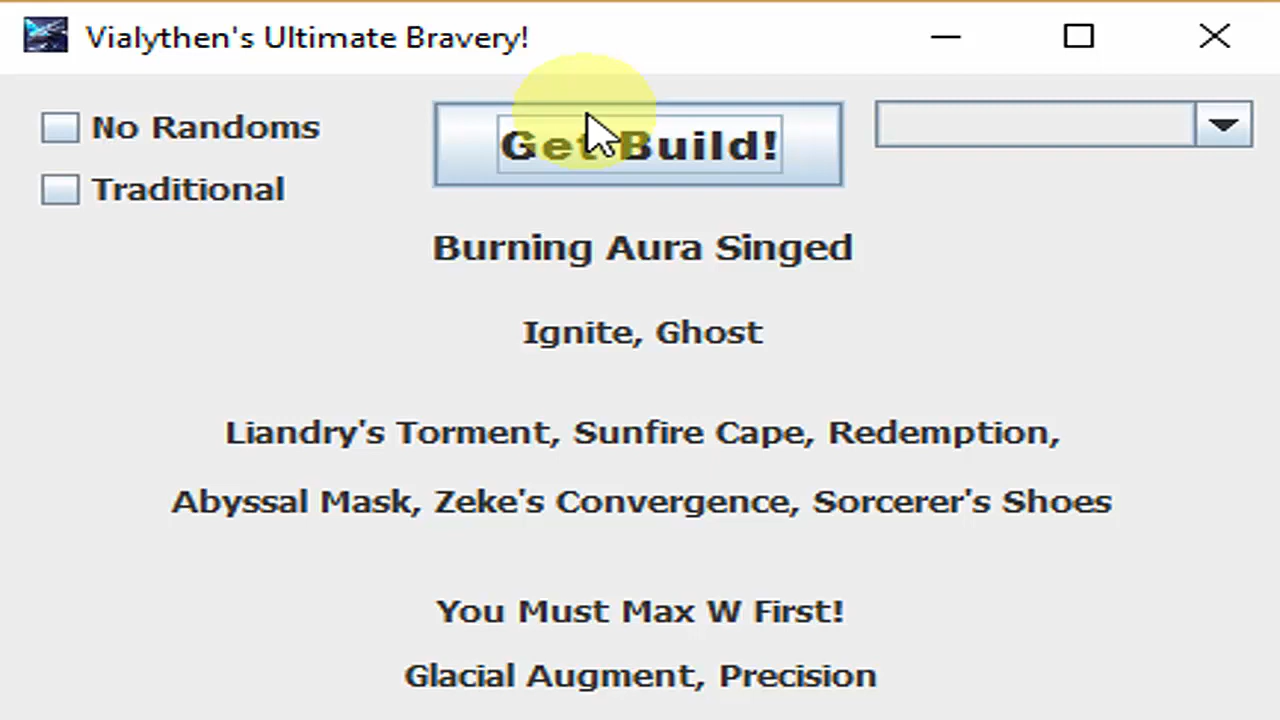 Vialythen's Ultimate Bravery!
No Randoms
Get Build!
Traditional
Burning Aura Singed
Ignite, Ghost
Liandry's Torment, Sunfire Cape, Redemption,
Abyssal Mask, Zeke's Convergence, Sorcerer's Shoes
You Must Max W First!
Glacial Augment, Precision